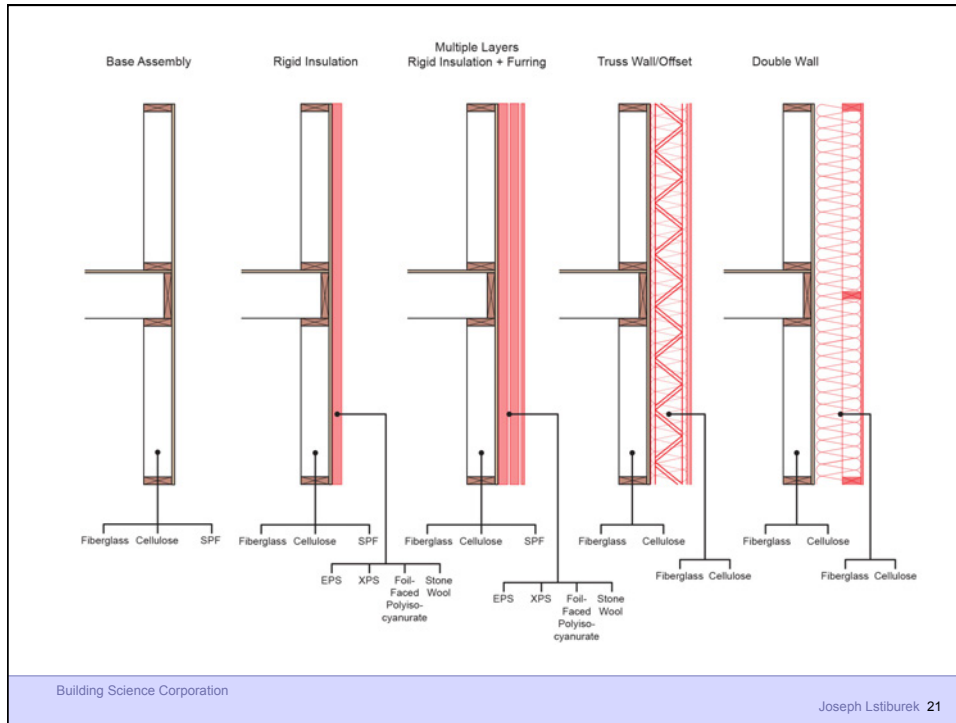 Base Assembly
Rigid Insulation
Multiple Layers
Rigid Insulation + Furring
Truss Wall/Offset
Double Wall
Fiberglass Cellulose SPF
Fiberglass Cellulose SPF
EPS XPS Foil-
Faced
Polyiso-
cyanurate
Stone
Wool
Fiberglass Cellulose SPF
EPS XPS Foil-
Faced
Polyiso-
cyanurate
Stone
Wool
Fiberglass Cellulose
Fiberglass Cellulose
Fiberglass Cellulose
Fiberglass Cellulose
Building Science Corporation
Joseph Lstiburek 21